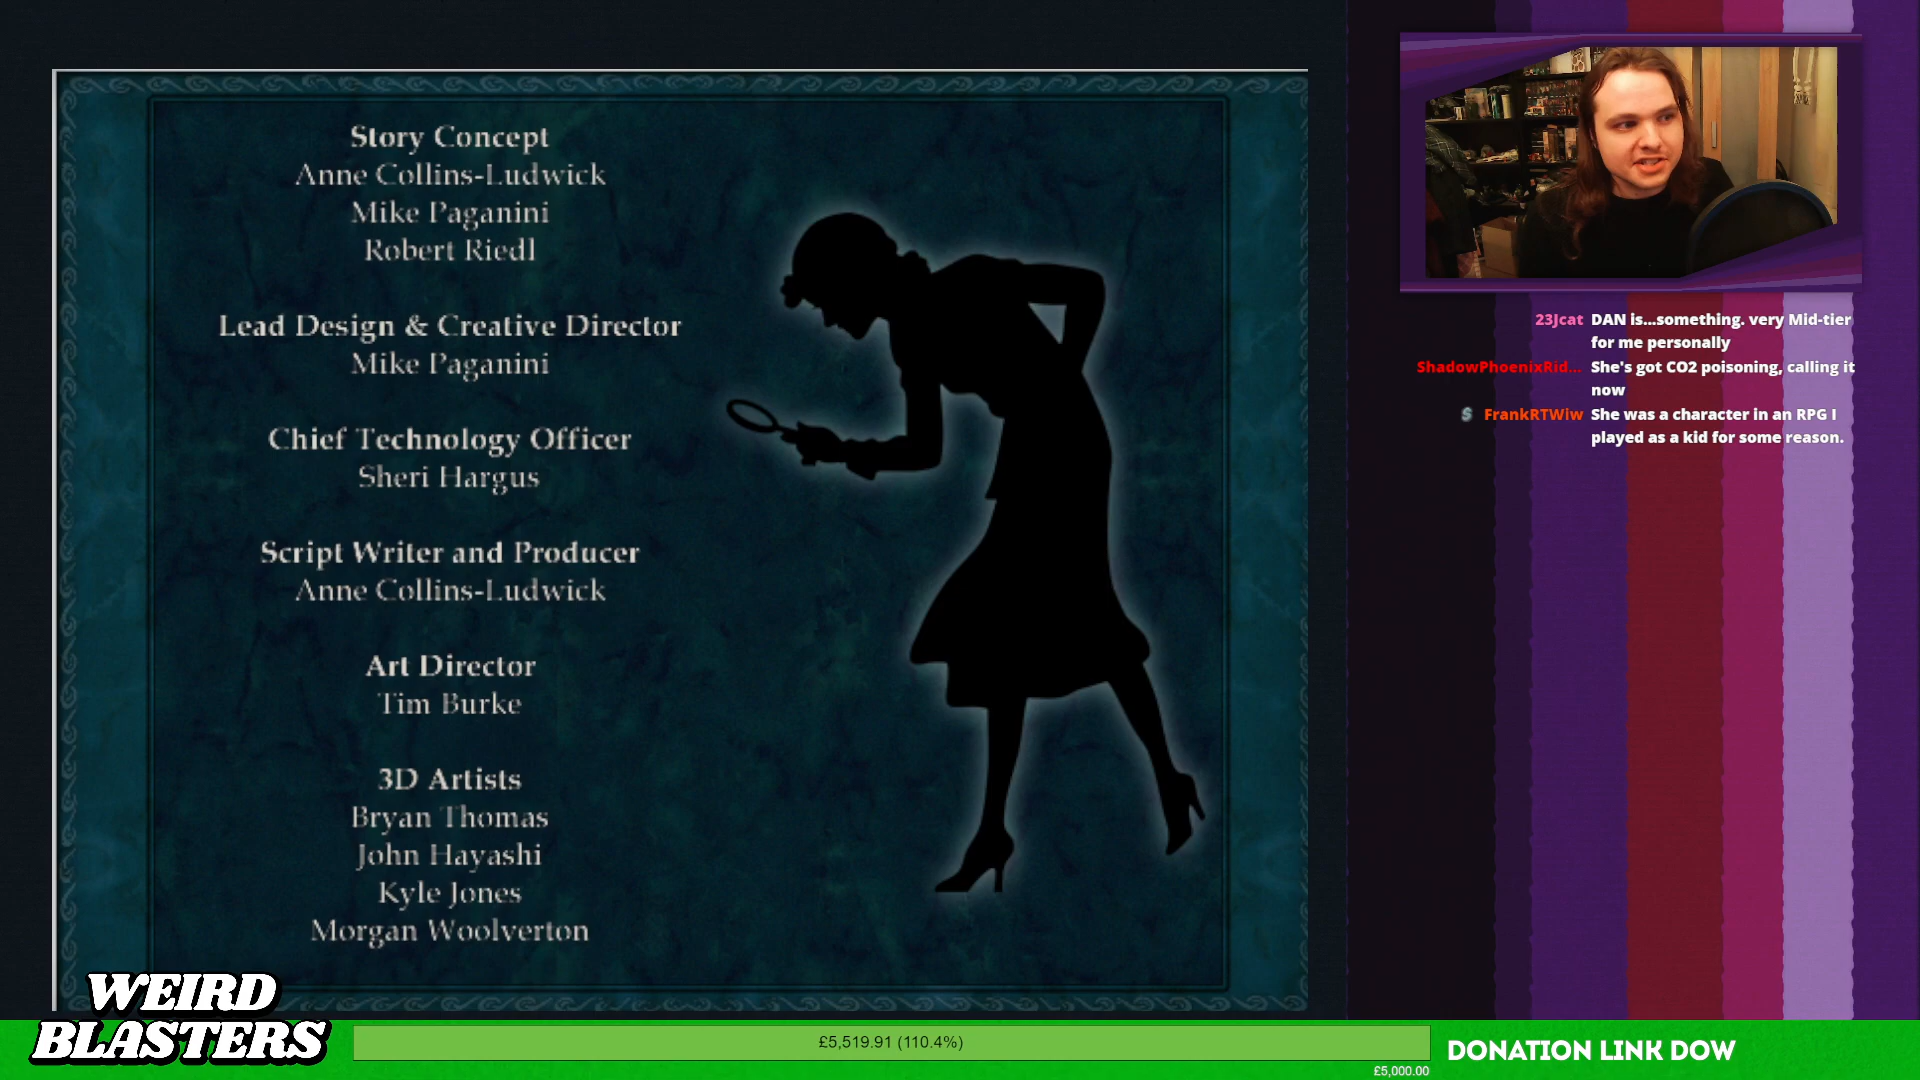 Story Concept
Anne Collins-Ludwick
Mike Paganini
Robert Riedl
Lead Design & Creative Director
Mike Paganini
Chief Technology Officer
Sheri Hargus
Script Writer and Producer
Anne Collins-Ludwick
Art Director
Tim Burke
3D Artists
Bryan Thomas
John Hayashi
Kyle Jones
Morgan Woolverton
23Jcat DAN is...something. very Mid-tier
for me personally
ShadowPhoenixRid... She's got CO2 poisoning, calling it
now
FrankRTWiw She was a character in an RPG I
played as a kid for some reason.
WEIRD
BLASTERS
£5,519.91 (110.4%)
£5,000.00
DONATION LINK DOW